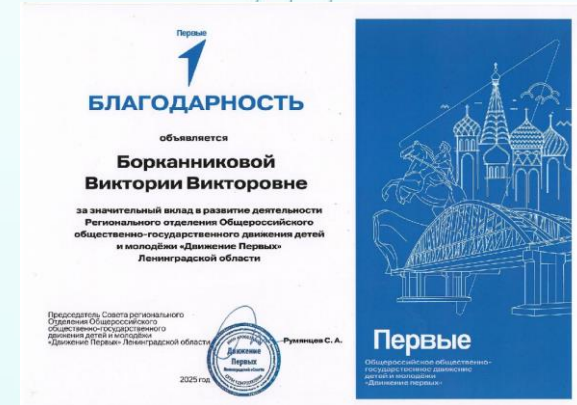 Первые
БЛАГОДАРНОСТЬ
объявляется
Борканниковой
Виктории Викторовне
за значительный вклад в развитие деятельности
Регионального отделения Общероссийского
общественно-государственного движения детей
и молодёжи «Движение Первых»
Ленинградской области
Председатель Совета регионального
Отделения Общероссийского
общественно-государственного
движения детей и молодёжи
«Движение Первых» Ленинградской области
Румянцев С. А.
Движение
Первых
Ленинградской области
2025 год
Первые
Общероссийское общественно-
государственное движение
детей и молодёжи
«Движение первых»